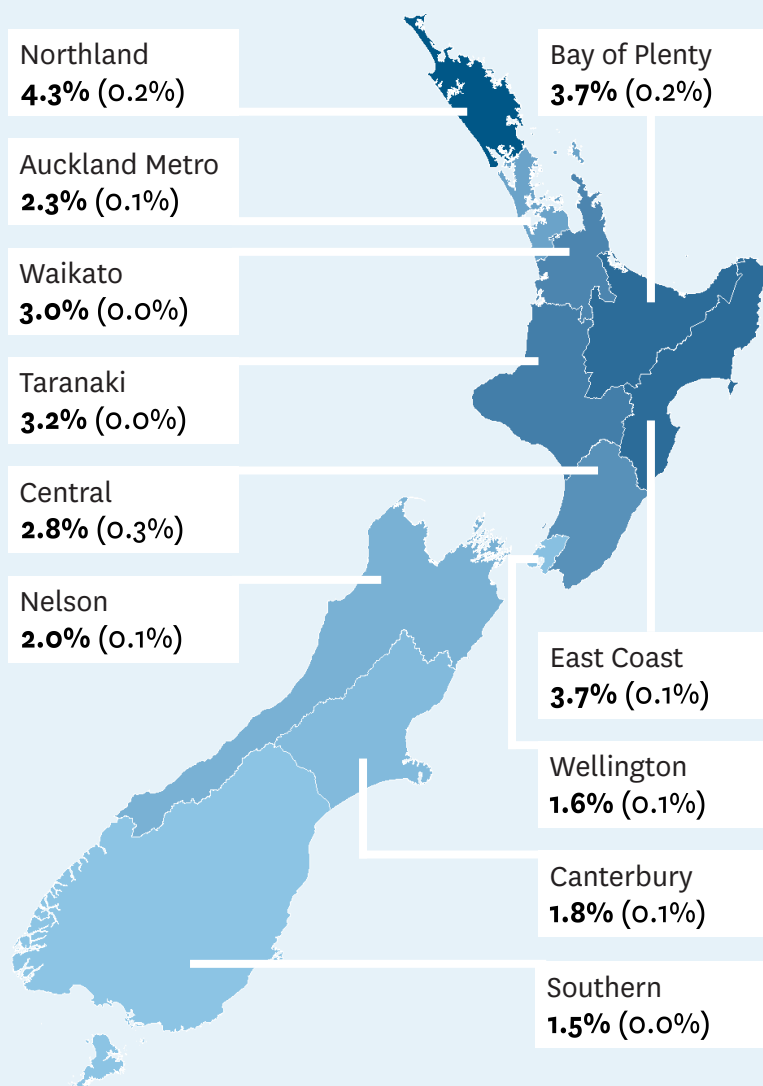 Northland
4.3% (0.2%)
Bay of Plenty
3.7% (0.2%)
Auckland Metro
2.3% (0.1%)
Waikato
3.0% (0.0%)
Taranaki
3.2% (0.0%)
Central
2.8% (0.3%)
Nelson
2.0% (0.1%)
East Coast
3.7% (0.1%)
Wellington
1.6% (0.1%)
Canterbury
1.8% (0.1%)
Southern
1.5% (0.0%)